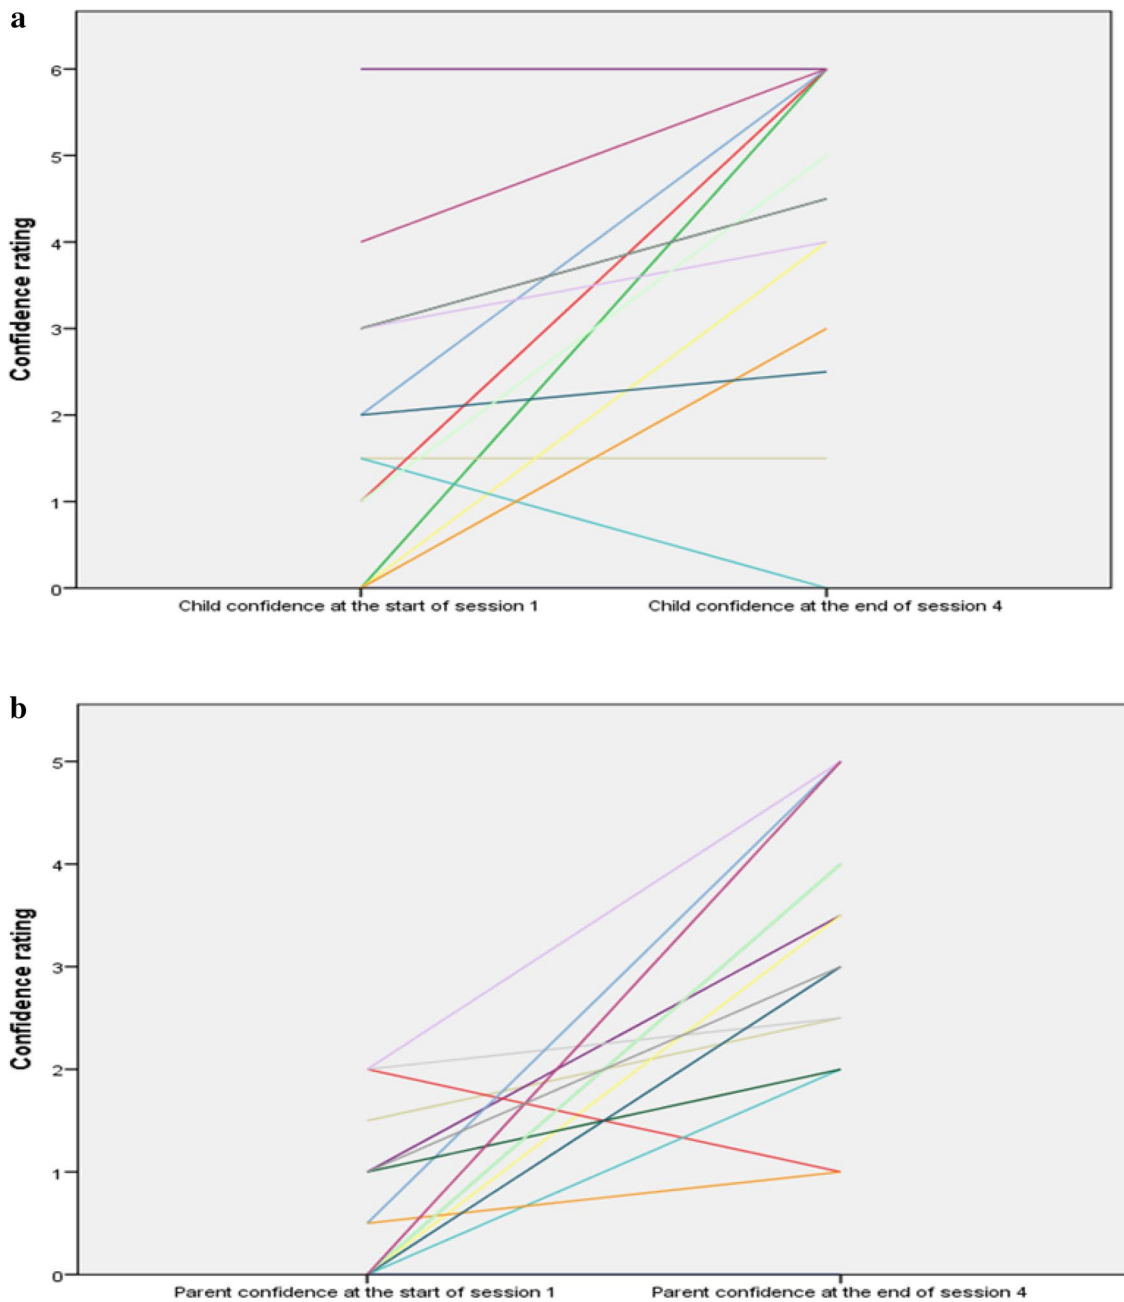 a
Confidence rating
6
5
4
3
2
1
0
Child confidence at the start of session 1
Child confidence at the end of session 4
b
Confidence rating
5
4
3
2
1
0
Parent confidence at the start of session 1
Parent confidence at the end of session 4